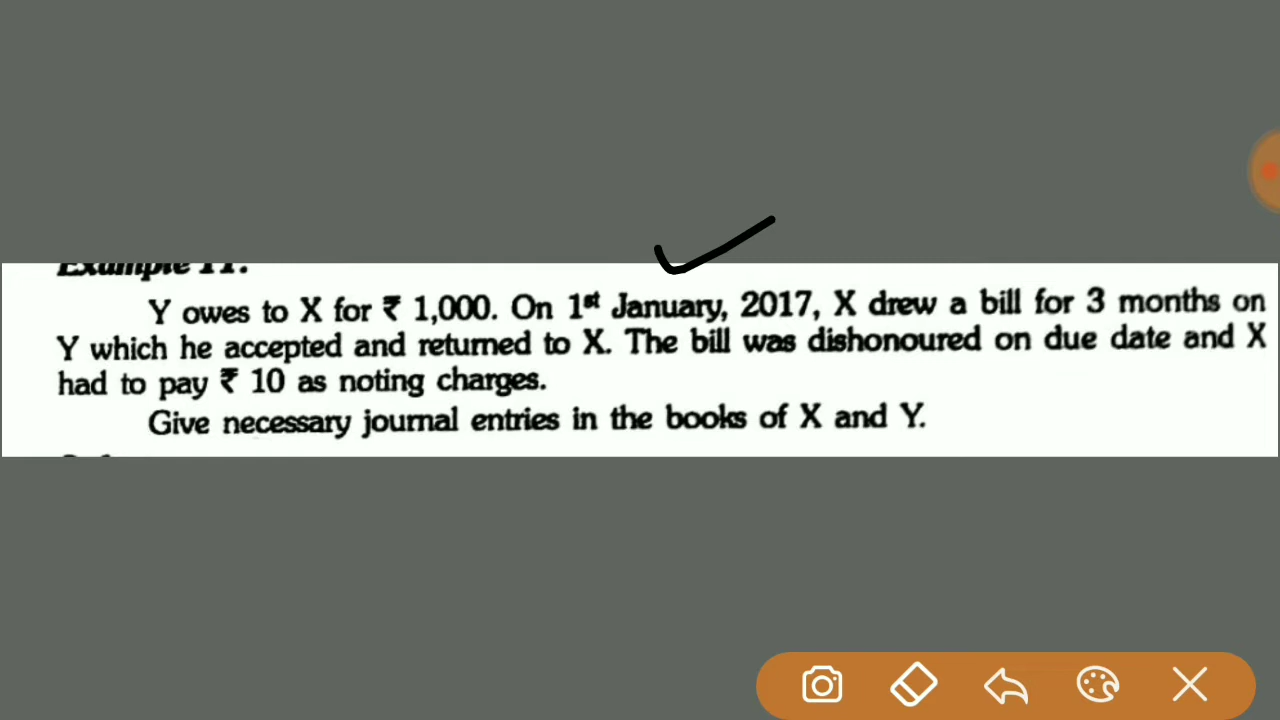 Example 11.
Y owes to X for ₹ 1,000. On 1st January, 2017, X drew a bill for 3 months on
Y which he accepted and returned to X. The bill was dishonoured on due date and X
had to pay ₹ 10 as noting charges.
Give necessary journal entries in the books of X and Y.